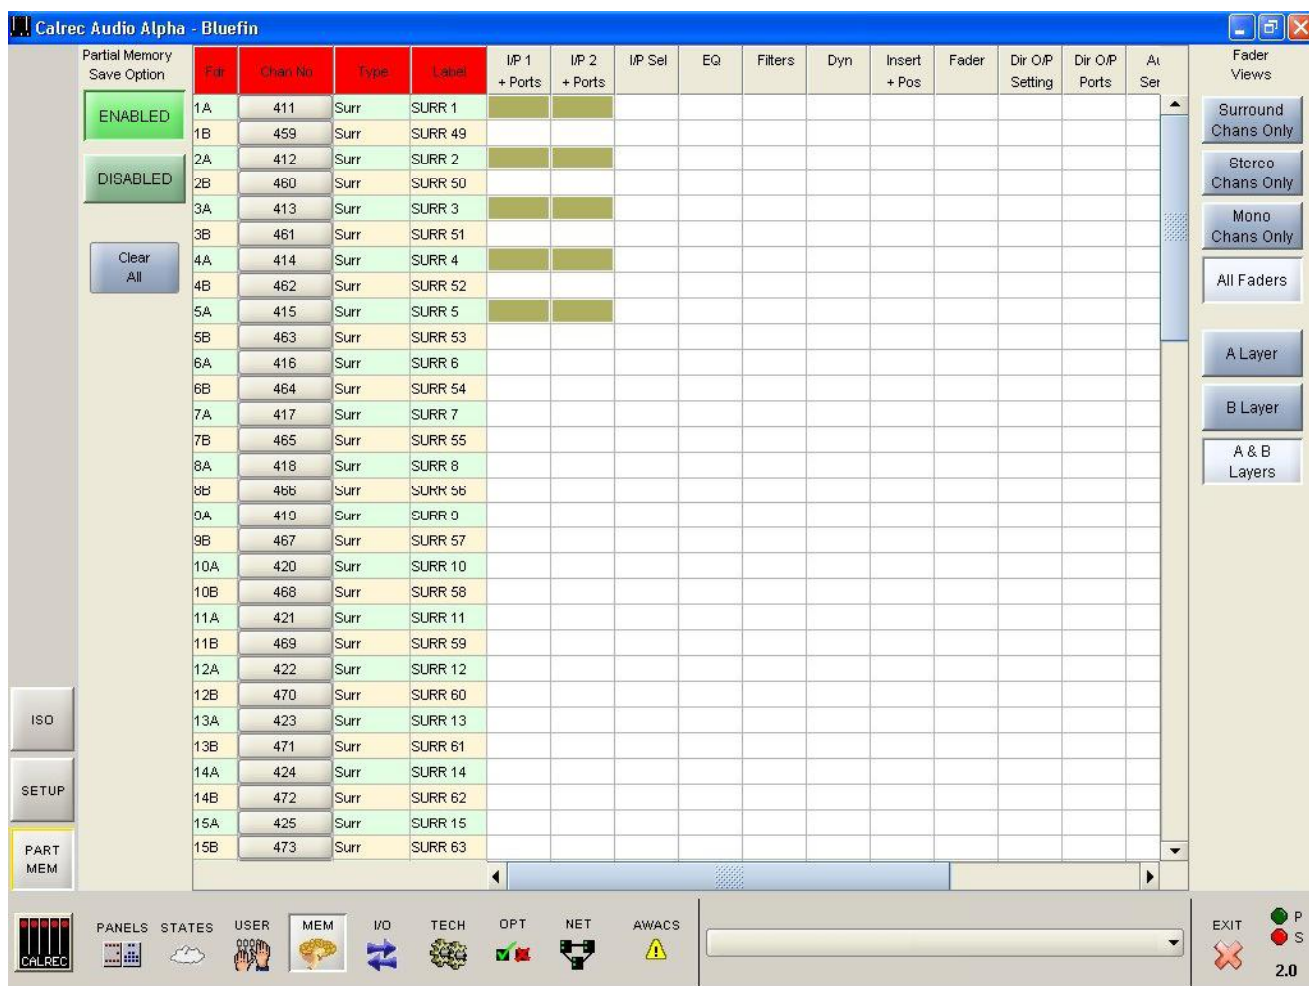 Calrec Audio Alpha - Bluefin
Partial Memory
Save Option
ENABLED
DISABLED
Clear
All
Fdr Chan No Type Label I/P 1 + Ports I/P 2 + Ports I/P Sel EQ Filters Dyn Insert + Pos Fader Dir O/P Setting Dir O/P Ports
1A 411 Surr SURR 1
1B 459 Surr SURR 49
2A 412 Surr SURR 2
2B 460 Surr SURR 50
3A 413 Surr SURR 3
3B 461 Surr SURR 51
4A 414 Surr SURR 4
4B 462 Surr SURR 52
5A 415 Surr SURR 5
5B 463 Surr SURR 53
6A 416 Surr SURR 6
6B 464 Surr SURR 54
7A 417 Surr SURR 7
7B 465 Surr SURR 55
8A 418 Surr SURR 8
8B 466 Surr SURR 56
9A 419 Surr SURR 9
9B 467 Surr SURR 57
10A 420 Surr SURR 10
10B 468 Surr SURR 58
11A 421 Surr SURR 11
11B 469 Surr SURR 59
12A 422 Surr SURR 12
12B 470 Surr SURR 60
13A 423 Surr SURR 13
13B 471 Surr SURR 61
14A 424 Surr SURR 14
14B 472 Surr SURR 62
15A 425 Surr SURR 15
15B 473 Surr SURR 63
Fader
Views
Surround
Chans Only
Stereo
Chans Only
Mono
Chans Only
All Faders
A Layer
B Layer
A & B
Layers
ISO
SETUP
PART
MEM
CALREC
PANELS STATES USER MEM I/O TECH OPT NET AWACS
EXIT
P
S
2.0